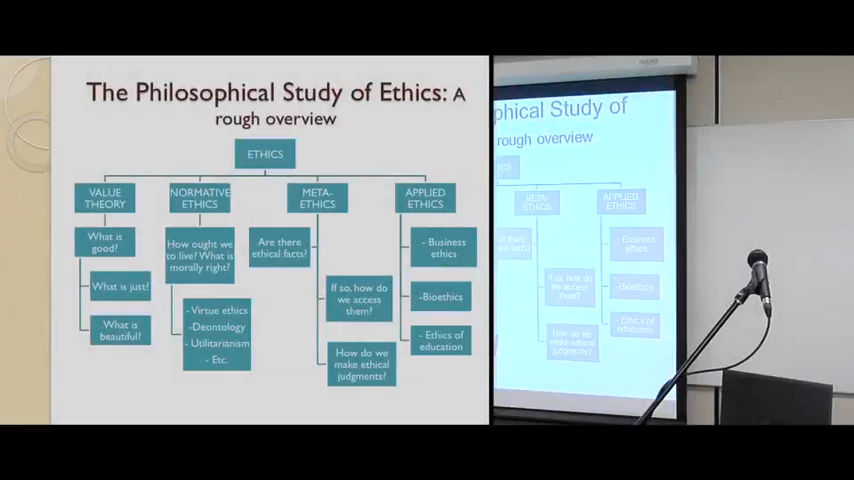 The Philosophical Study of Ethics: A
rough overview
ETHICS
VALUE
THEORY
What is
good?
What is just?
What is
beautiful?
NORMATIVE
ETHICS
How ought we
to live? What is
morally right?
- Virtue ethics
-Deontology
- Utilitarianism
- Etc.
META-
ETHICS
Are there
ethical facts?
If so, how do
we access
them?
How do we
make ethical
judgments?
APPLIED
ETHICS
- Business
ethics
-Bioethics
- Ethics of
education
phical Study of
rough overview
ICS
META-
ETHICS
there
al facts?
If so, how do
we access
them?
How do we
make ethical
judgments?
APPLIED
ETHICS
- Business
ethics
-Bioethics
- Ethics of
education